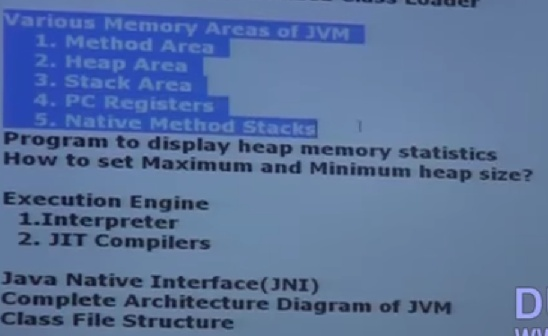 Class Loader
Various Memory Areas of JVM
1. Method Area
2. Heap Area
3. Stack Area
4. PC Registers
5. Native Method Stacks
Program to display heap memory statistics
How to set Maximum and Minimum heap size?
Execution Engine
1.Interpreter
2. JIT Compilers
Java Native Interface(JNI)
Complete Architecture Diagram of JVM
Class File Structure